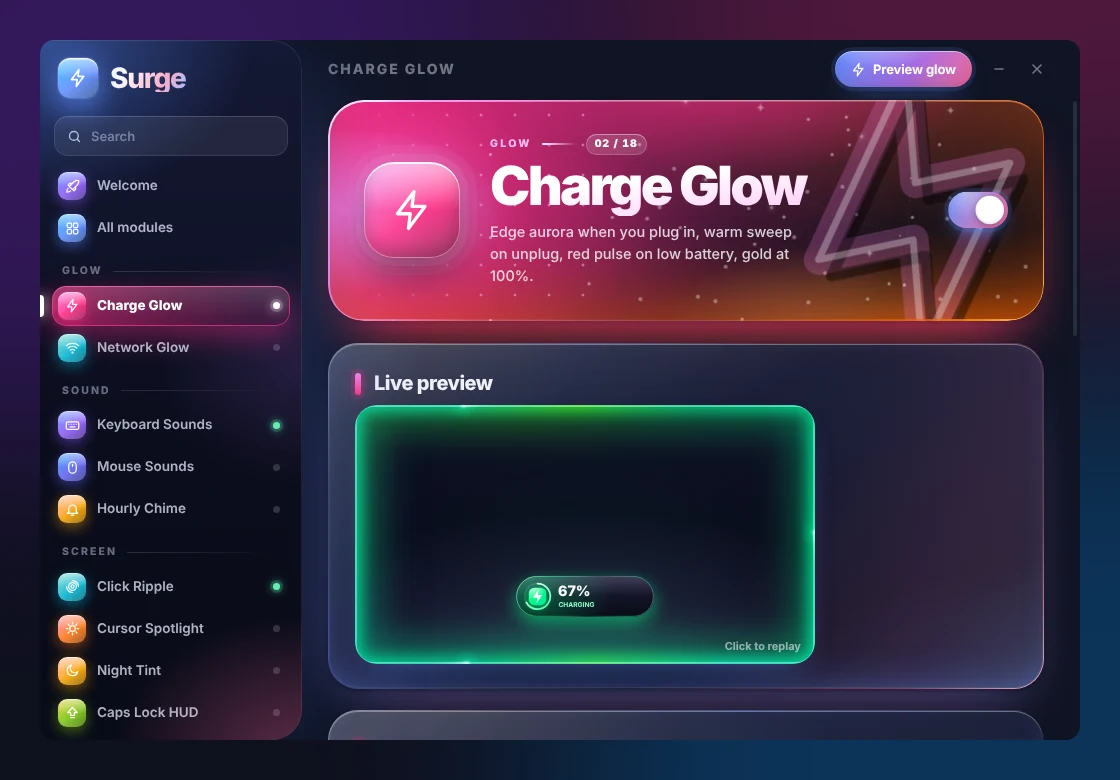 Surge
Search
Welcome
All modules
GLOW
Charge Glow
Network Glow
SOUND
Keyboard Sounds
Mouse Sounds
Hourly Chime
SCREEN
Click Ripple
Cursor Spotlight
Night Tint
Caps Lock HUD
CHARGE GLOW
Preview glow
GLOW
02 / 18
Charge Glow
Edge aurora when you plug in, warm sweep
on unplug, red pulse on low battery, gold at
100%.
Live preview
67%
CHARGING
Click to replay